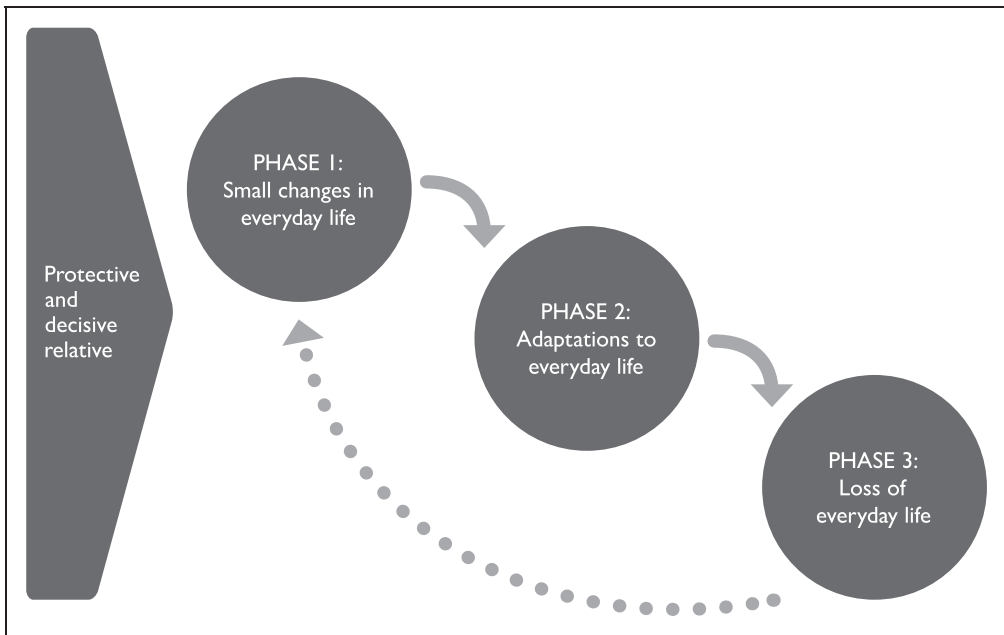 Protective
and
decisive
relative
PHASE 1:
Small changes in
everyday life
PHASE 2:
Adaptations to
everyday life
PHASE 3:
Loss of
everyday life